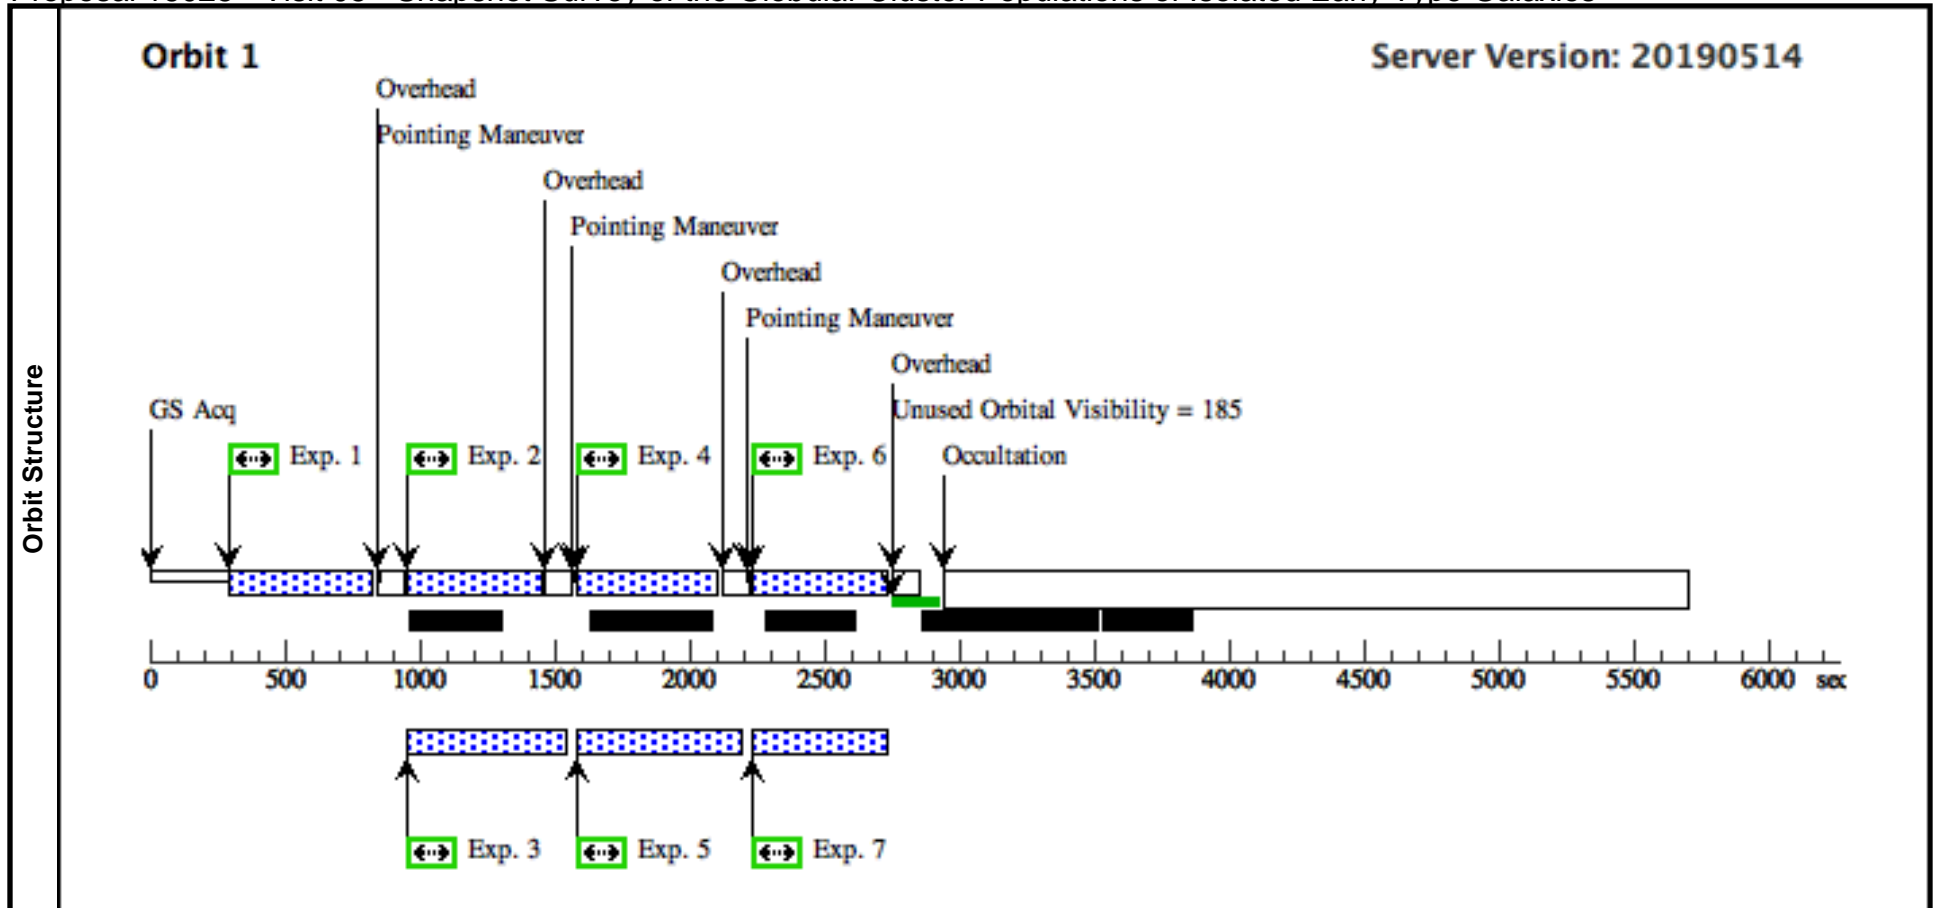 Orbit 1
Server Version: 20190514
Overhead
Pointing Maneuver
Overhead
Pointing Maneuver
Overhead
Pointing Maneuver
Overhead
GS Acq
Unused Orbital Visibility = 185
Exp. 1
Exp. 2
Exp. 4
Exp. 6
Occultation
Orbit Structure
0 500 1000 1500 2000 2500 3000 3500 4000 4500 5000 5500 6000 sec
Exp. 3
Exp. 5
Exp. 7